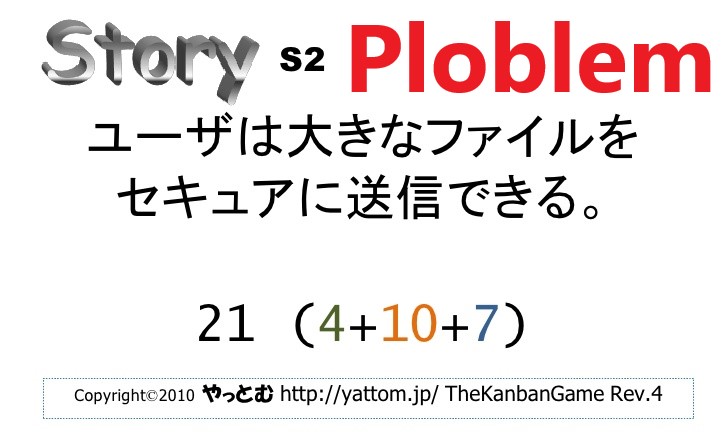 Story S2 Ploblem
ユーザは大きなファイルを
セキュアに送信できる。
21 (4+10+7)
Copyright©2010 やっとむ http://yattom.jp/ TheKanbanGame Rev.4